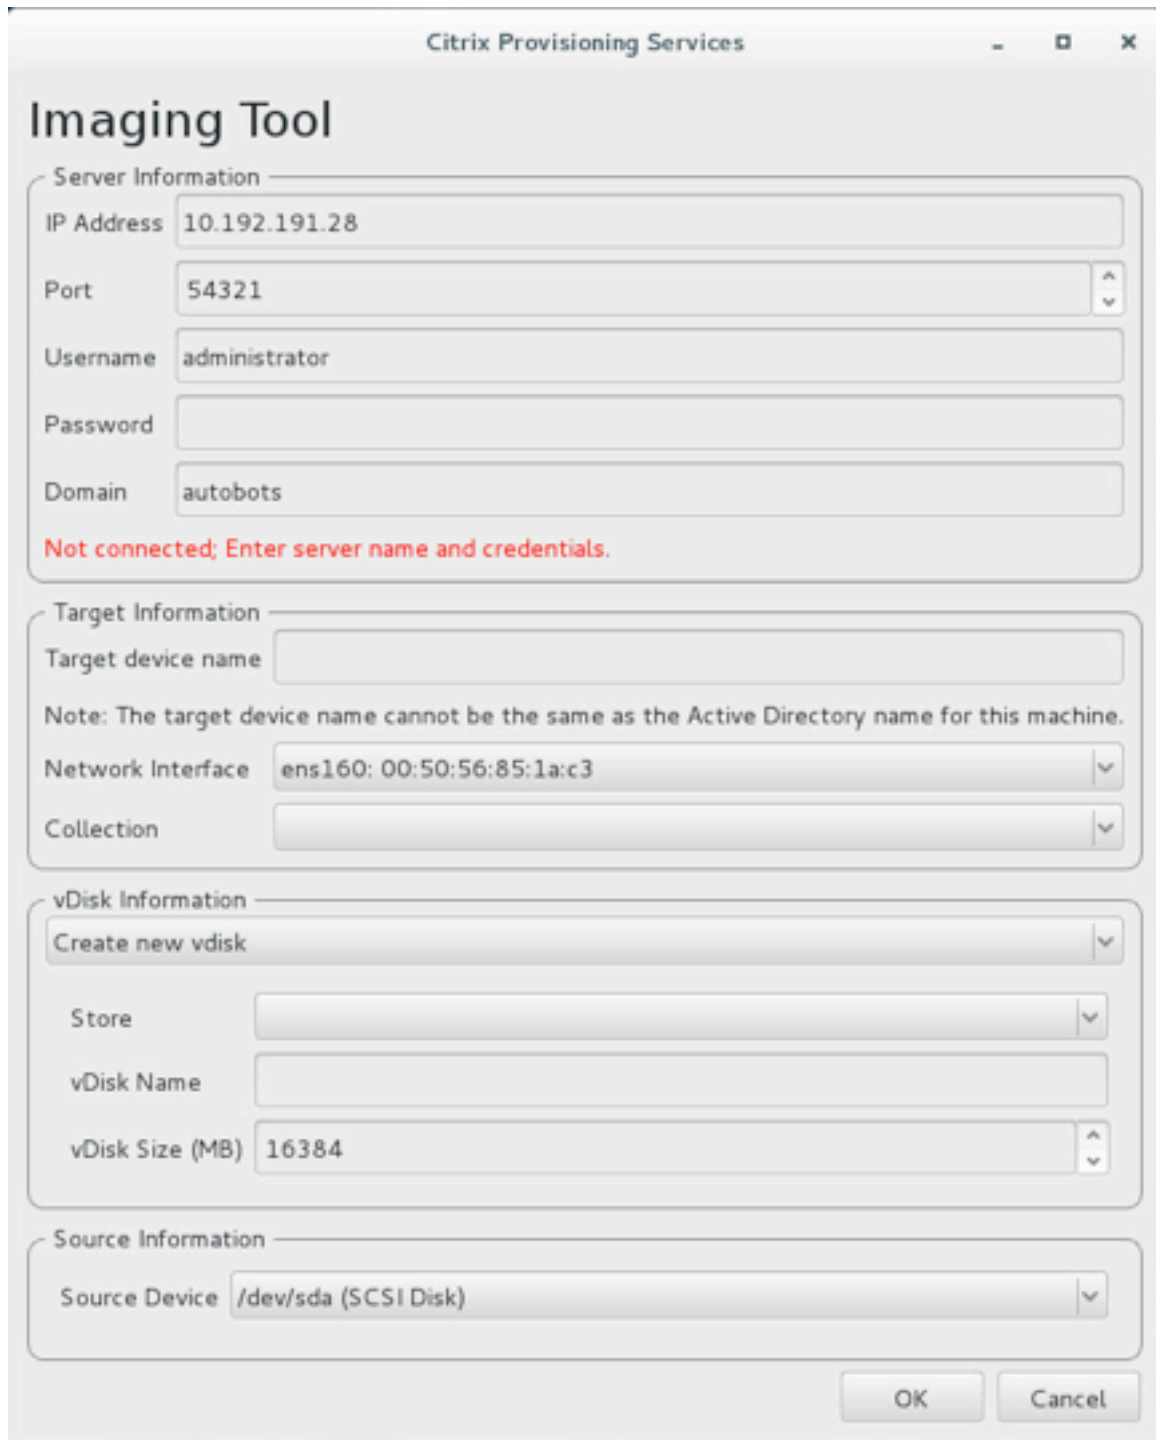 Citrix Provisioning Services
Imaging Tool
Server Information
IP Address 10.192.191.28
Port 54321
Username administrator
Password
Domain autobots
Not connected; Enter server name and credentials.
Target Information
Target device name
Note: The target device name cannot be the same as the Active Directory name for this machine.
Network Interface ens160: 00:50:56:85:1a:c3
Collection
vDisk Information
Create new vdisk
Store
vDisk Name
vDisk Size (MB) 16384
Source Information
Source Device /dev/sda (SCSI Disk)
OK Cancel